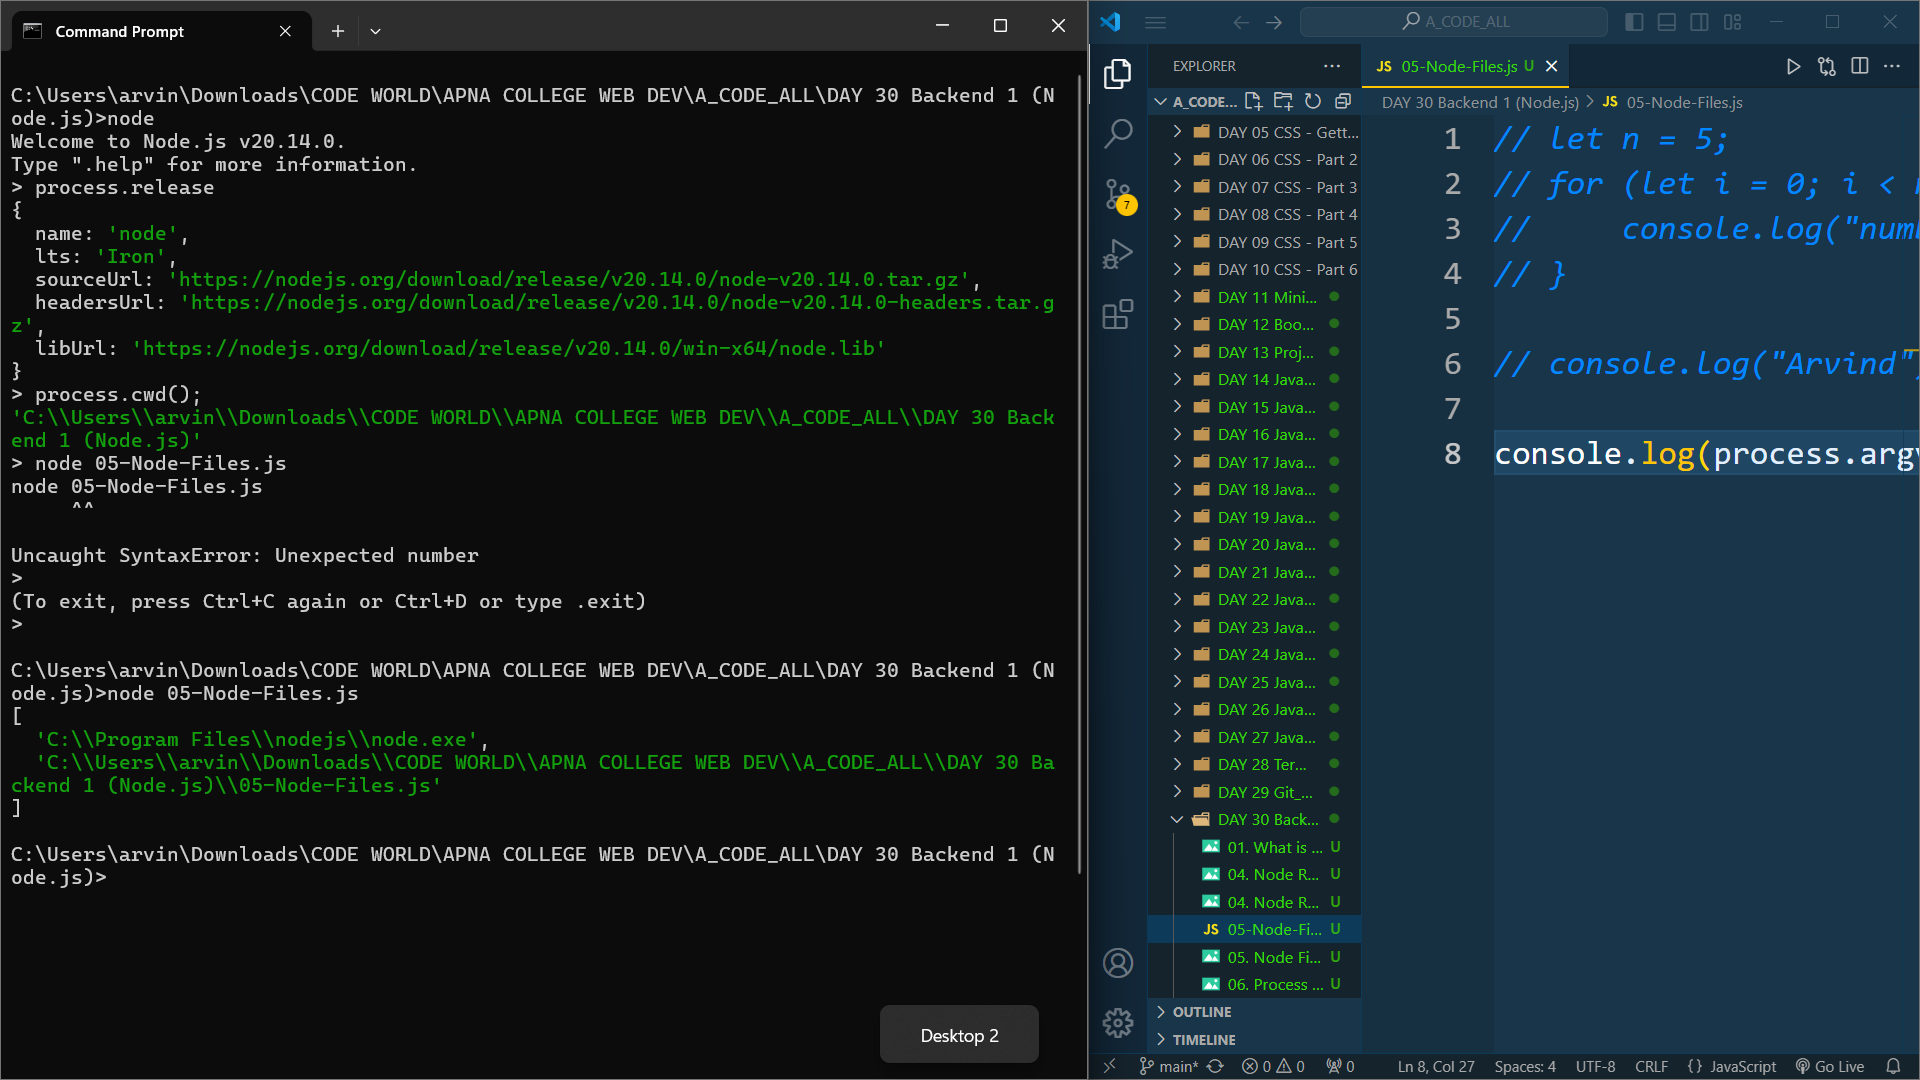 Command Prompt
C:\Users\arvin\Downloads\CODE WORLD\APNA COLLEGE WEB DEV\A_CODE_ALL\DAY 30 Backend 1 (N
ode.js)>node
Welcome to Node.js v20.14.0.
Type ".help" for more information.
> process.release
{
  name: 'node',
  lts: 'Iron',
  sourceUrl: 'https://nodejs.org/download/release/v20.14.0/node-v20.14.0.tar.gz',
  headersUrl: 'https://nodejs.org/download/release/v20.14.0/node-v20.14.0-headers.tar.g
z',
  libUrl: 'https://nodejs.org/download/release/v20.14.0/win-x64/node.lib'
}
> process.cwd();
'C:\\Users\\arvin\\Downloads\\CODE WORLD\\APNA COLLEGE WEB DEV\\A_CODE_ALL\\DAY 30 Back
end 1 (Node.js)'
> node 05-Node-Files.js
node 05-Node-Files.js
     ^^
Uncaught SyntaxError: Unexpected number
>
(To exit, press Ctrl+C again or Ctrl+D or type .exit)
>
C:\Users\arvin\Downloads\CODE WORLD\APNA COLLEGE WEB DEV\A_CODE_ALL\DAY 30 Backend 1 (N
ode.js)>node 05-Node-Files.js
[
  'C:\\Program Files\\nodejs\\node.exe',
  'C:\\Users\\arvin\\Downloads\\CODE WORLD\\APNA COLLEGE WEB DEV\\A_CODE_ALL\\DAY 30 Ba
ckend 1 (Node.js)\\05-Node-Files.js'
]
C:\Users\arvin\Downloads\CODE WORLD\APNA COLLEGE WEB DEV\A_CODE_ALL\DAY 30 Backend 1 (N
ode.js)>
Desktop 2
A_CODE_ALL
7
EXPLORER
A_CODE...
DAY 05 CSS - Gett...
DAY 06 CSS - Part 2
DAY 07 CSS - Part 3
DAY 08 CSS - Part 4
DAY 09 CSS - Part 5
DAY 10 CSS - Part 6
DAY 11 Mini...
DAY 12 Boo...
DAY 13 Proj...
DAY 14 Java...
DAY 15 Java...
DAY 16 Java...
DAY 17 Java...
DAY 18 Java...
DAY 19 Java...
DAY 20 Java...
DAY 21 Java...
DAY 22 Java...
DAY 23 Java...
DAY 24 Java...
DAY 25 Java...
DAY 26 Java...
DAY 27 Java...
DAY 28 Ter...
DAY 29 Git_...
DAY 30 Back...
01. What is ... U
04. Node R... U
04. Node R... U
JS 05-Node-Fi... U
05. Node Fi... U
06. Process ... U
OUTLINE
TIMELINE
JS 05-Node-Files.js U
DAY 30 Backend 1 (Node.js) > JS 05-Node-Files.js
1 // let n = 5;
2 // for (let i = 0; i <
3 //     console.log("num
4 // }
5
6 // console.log("Arvind"
7
8 console.log(process.argv
main* 0 0 0 Ln 8, Col 27 Spaces: 4 UTF-8 CRLF {} JavaScript Go Live